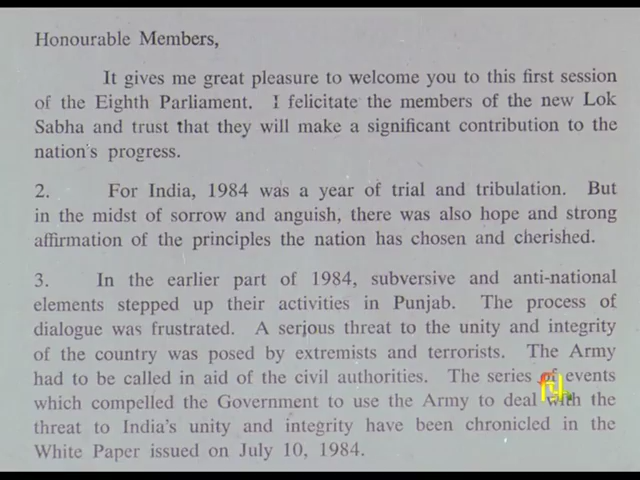 Honourable Members,
It gives me great pleasure to welcome you to this first session
of the Eighth Parliament. I felicitate the members of the new Lok
Sabha and trust that they will make a significant contribution to the
nation's progress.
2. For India, 1984 was a year of trial and tribulation. But
in the midst of sorrow and anguish, there was also hope and strong
affirmation of the principles the nation has chosen and cherished.
3. In the earlier part of 1984, subversive and anti-national
elements stepped up their activities in Punjab. The process of
dialogue was frustrated. A serious threat to the unity and integrity
of the country was posed by extremists and terrorists. The Army
had to be called in aid of the civil authorities. The series of events
which compelled the Government to use the Army to deal with the
threat to India's unity and integrity have been chronicled in the
White Paper issued on July 10, 1984.